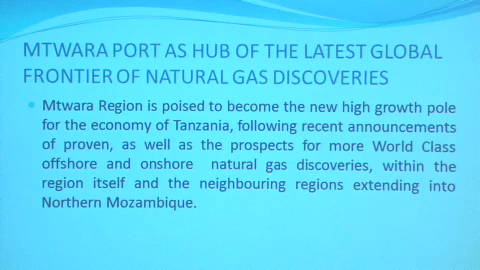 MTWARA PORT AS HUB OF THE LATEST GLOBAL
FRONTIER OF NATURAL GAS DISCOVERIES
Mtwara Region is poised to become the new high growth pole
for the economy of Tanzania, following recent announcements
of proven, as well as the prospects for more World Class
offshore and onshore natural gas discoveries, within the
region itself and the neighbouring regions extending into
Northern Mozambique.